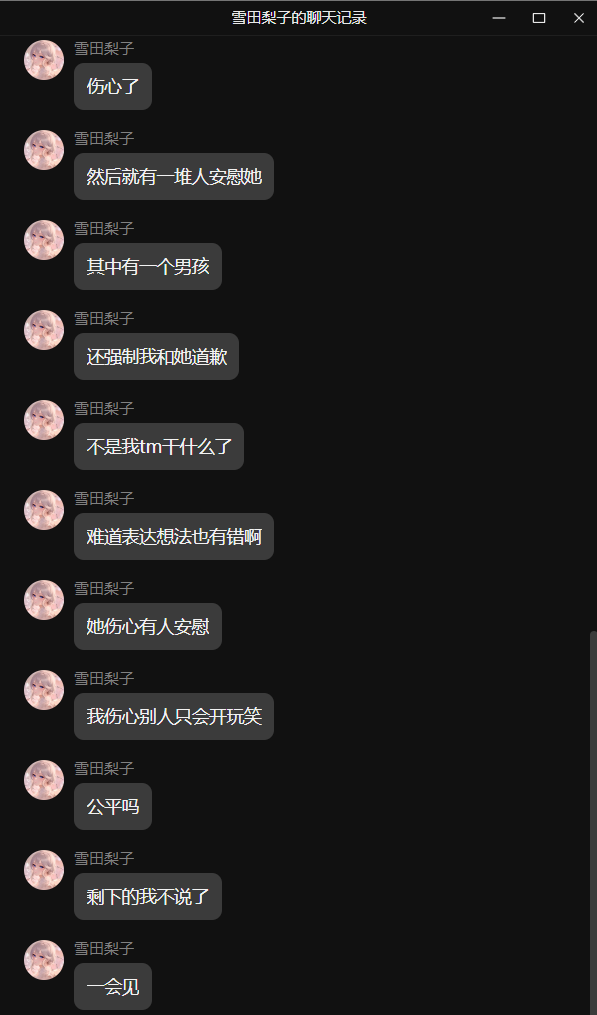 雪田梨子的聊天记录
雪田梨子
伤心了
雪田梨子
然后就有一堆人安慰她
雪田梨子
其中有一个男孩
雪田梨子
还强制我和她道歉
雪田梨子
不是我tm干什么了
雪田梨子
难道表达想法也有错啊
雪田梨子
她伤心有人安慰
雪田梨子
我伤心别人只会开玩笑
雪田梨子
公平吗
雪田梨子
剩下的我不说了
雪田梨子
一会见